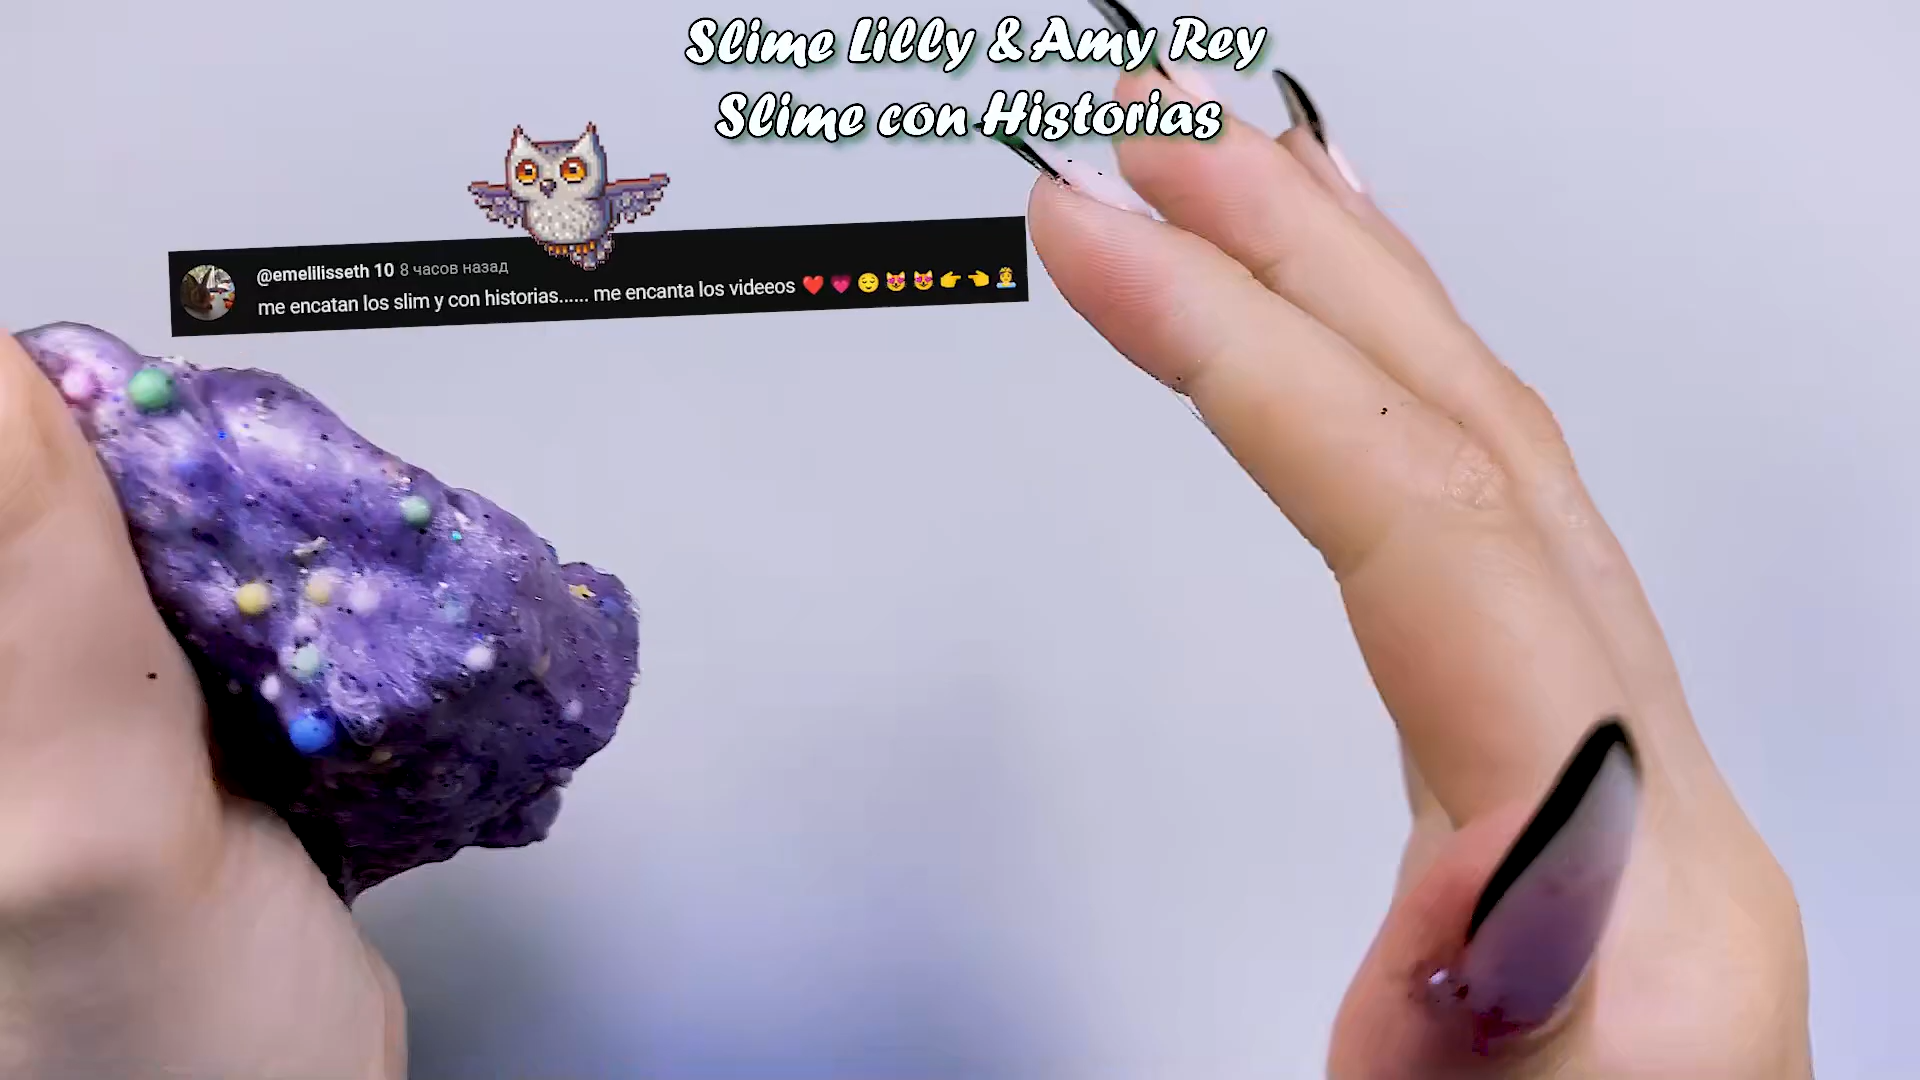 Slime Lilly & Amy Rey
Slime con Historias
@emelilisseth 10 8 часов назад
me encatan los slim y con historias...... me encanta los videeos ❤️ 💗 😌 😻 😻 👉 👈 👸